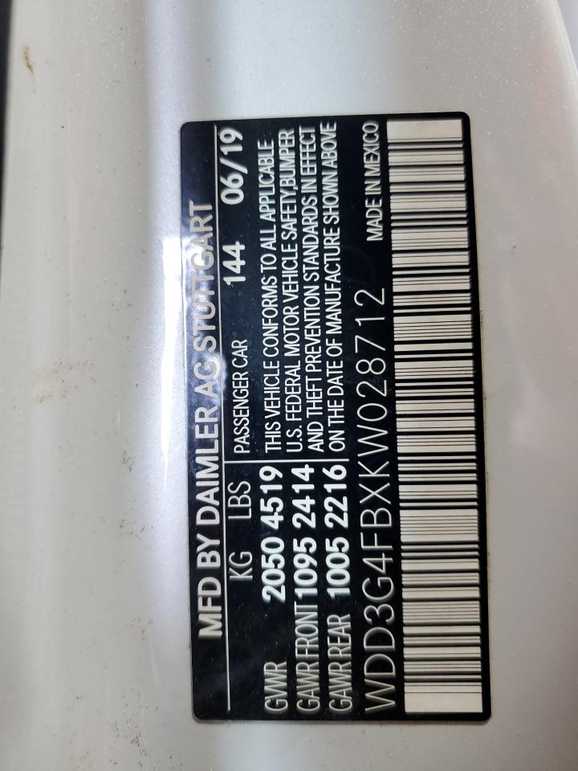 MFD BY DAIMLER AG STUTTGART
KG LBS PASSENGER CAR 144 06/19
GVWR 2050 4519 THIS VEHICLE CONFORMS TO ALL APPLICABLE
GAWR FRONT 1095 2414 U.S. FEDERAL MOTOR VEHICLE SAFETY, BUMPER
AND THEFT PREVENTION STANDARDS IN EFFECT
GAWR REAR 1005 2216 ON THE DATE OF MANUFACTURE SHOWN ABOVE
WDD3G4FBXKW028712 MADE IN MEXICO